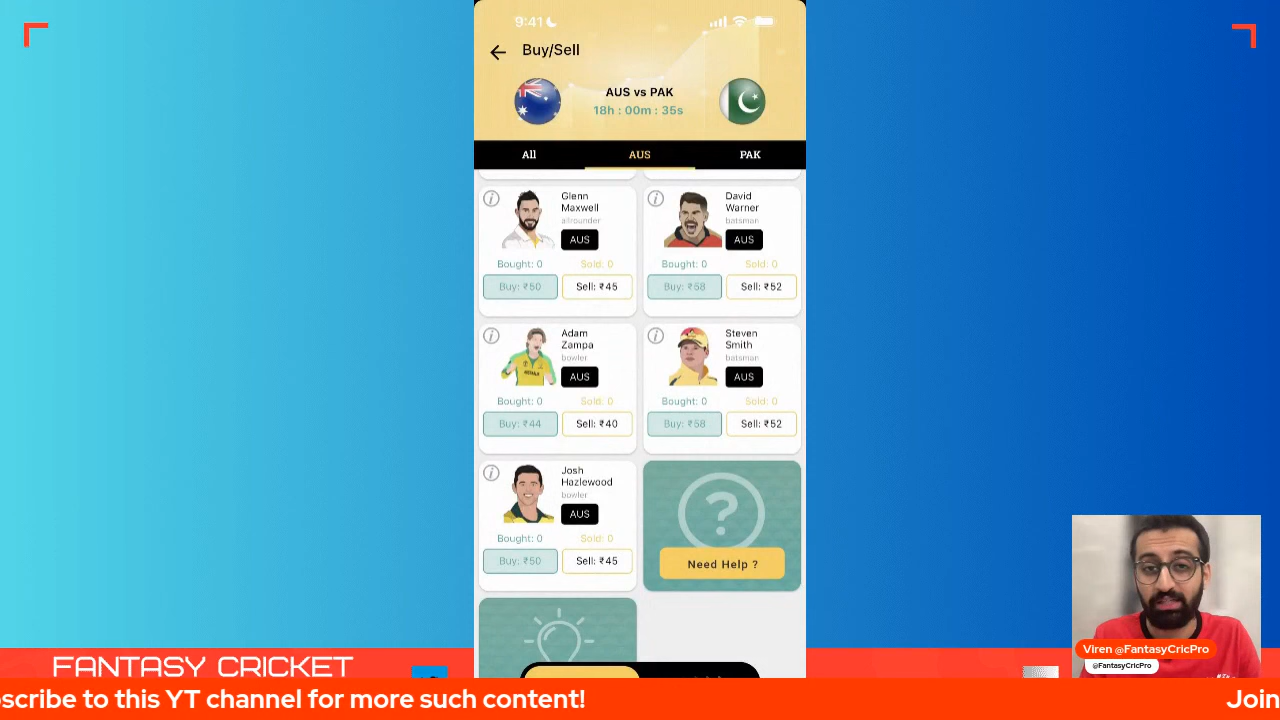 9:41
Buy/Sell
AUS vs PAK
18h : 00m : 35s
All
AUS
PAK
Glenn
Maxwell
allrounder
AUS
Bought: 0
Sold: 0
Buy: ₹50
Sell: ₹45
David
Warner
batsman
AUS
Bought: 0
Sold: 0
Buy: ₹58
Sell: ₹52
Adam
Zampa
bowler
AUS
Bought: 0
Sold: 0
Buy: ₹44
Sell: ₹40
Steven
Smith
batsman
AUS
Bought: 0
Sold: 0
Buy: ₹58
Sell: ₹52
Josh
Hazlewood
bowler
AUS
Bought: 0
Sold: 0
Buy: ₹50
Sell: ₹45
?
Need Help ?
Viren @FantasyCricPro
@FantasyCricPro
FANTASY CRICKET
scribe to this YT channel for more such content!
Join